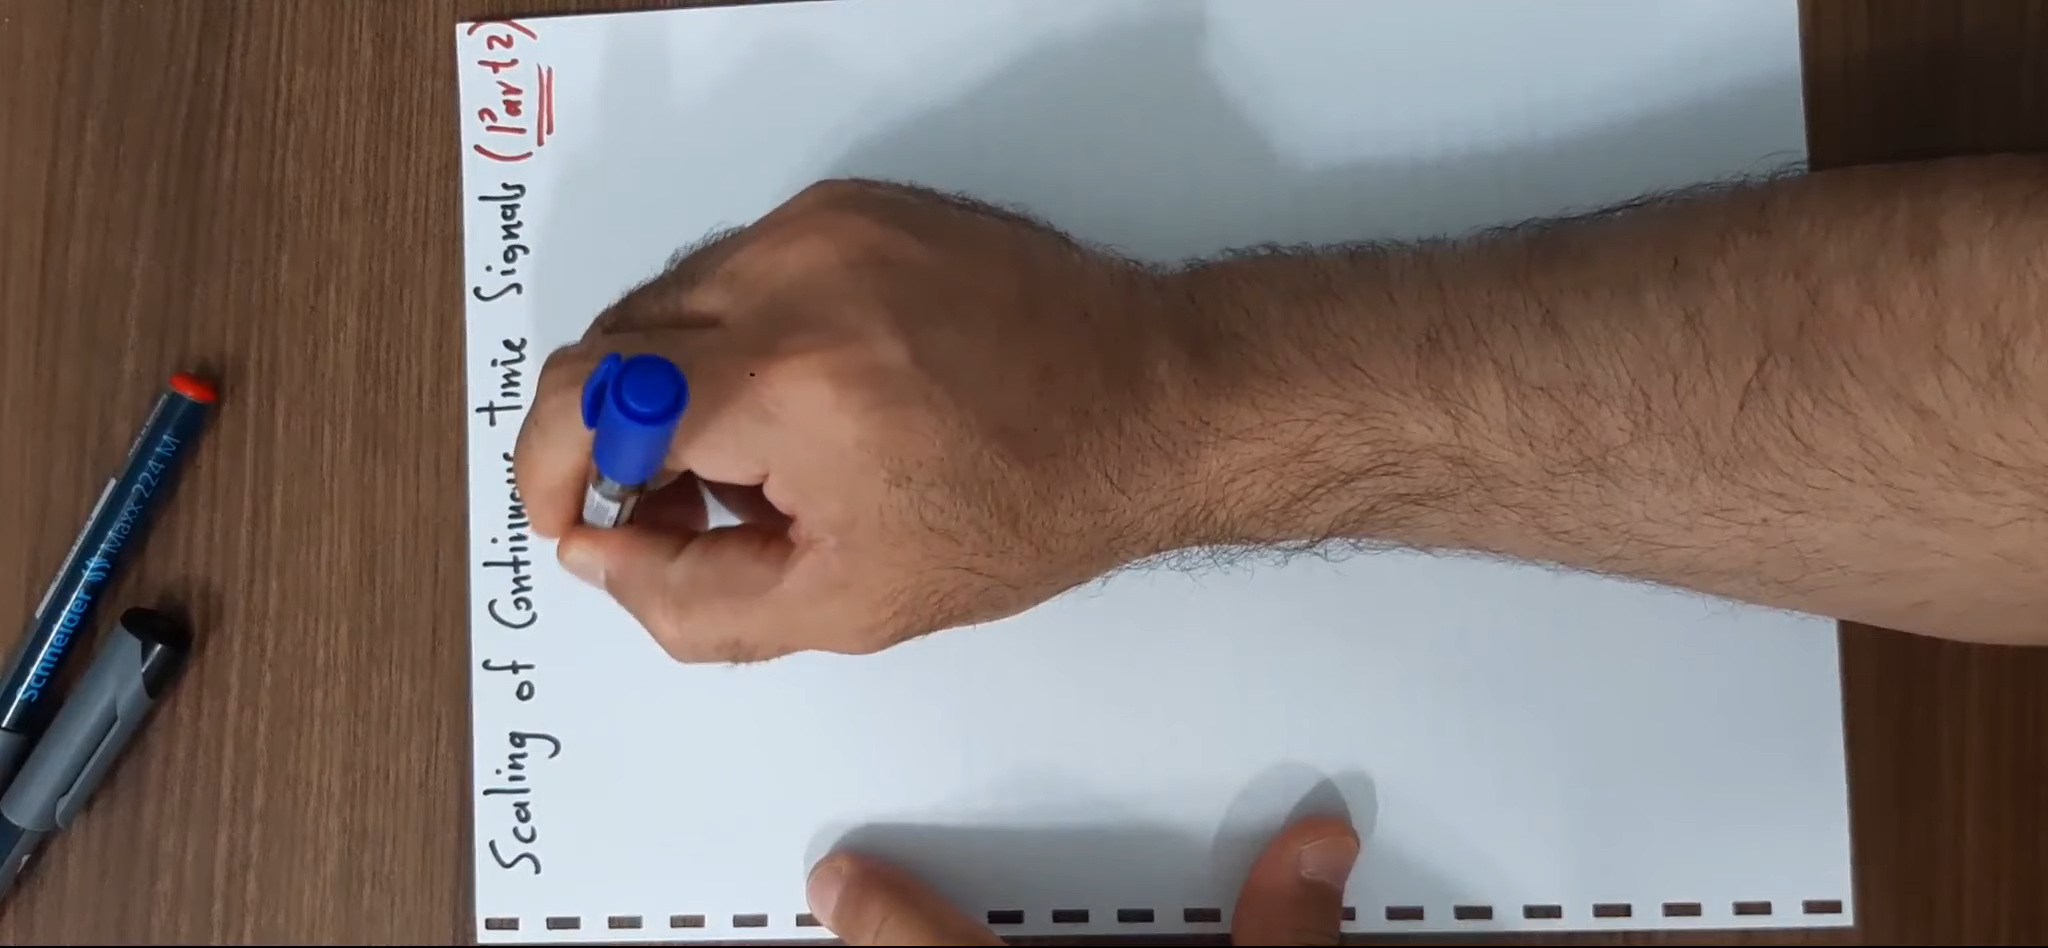 Scaling of Continuous time Signals (Part 2)
Schneider Maxx 224 M